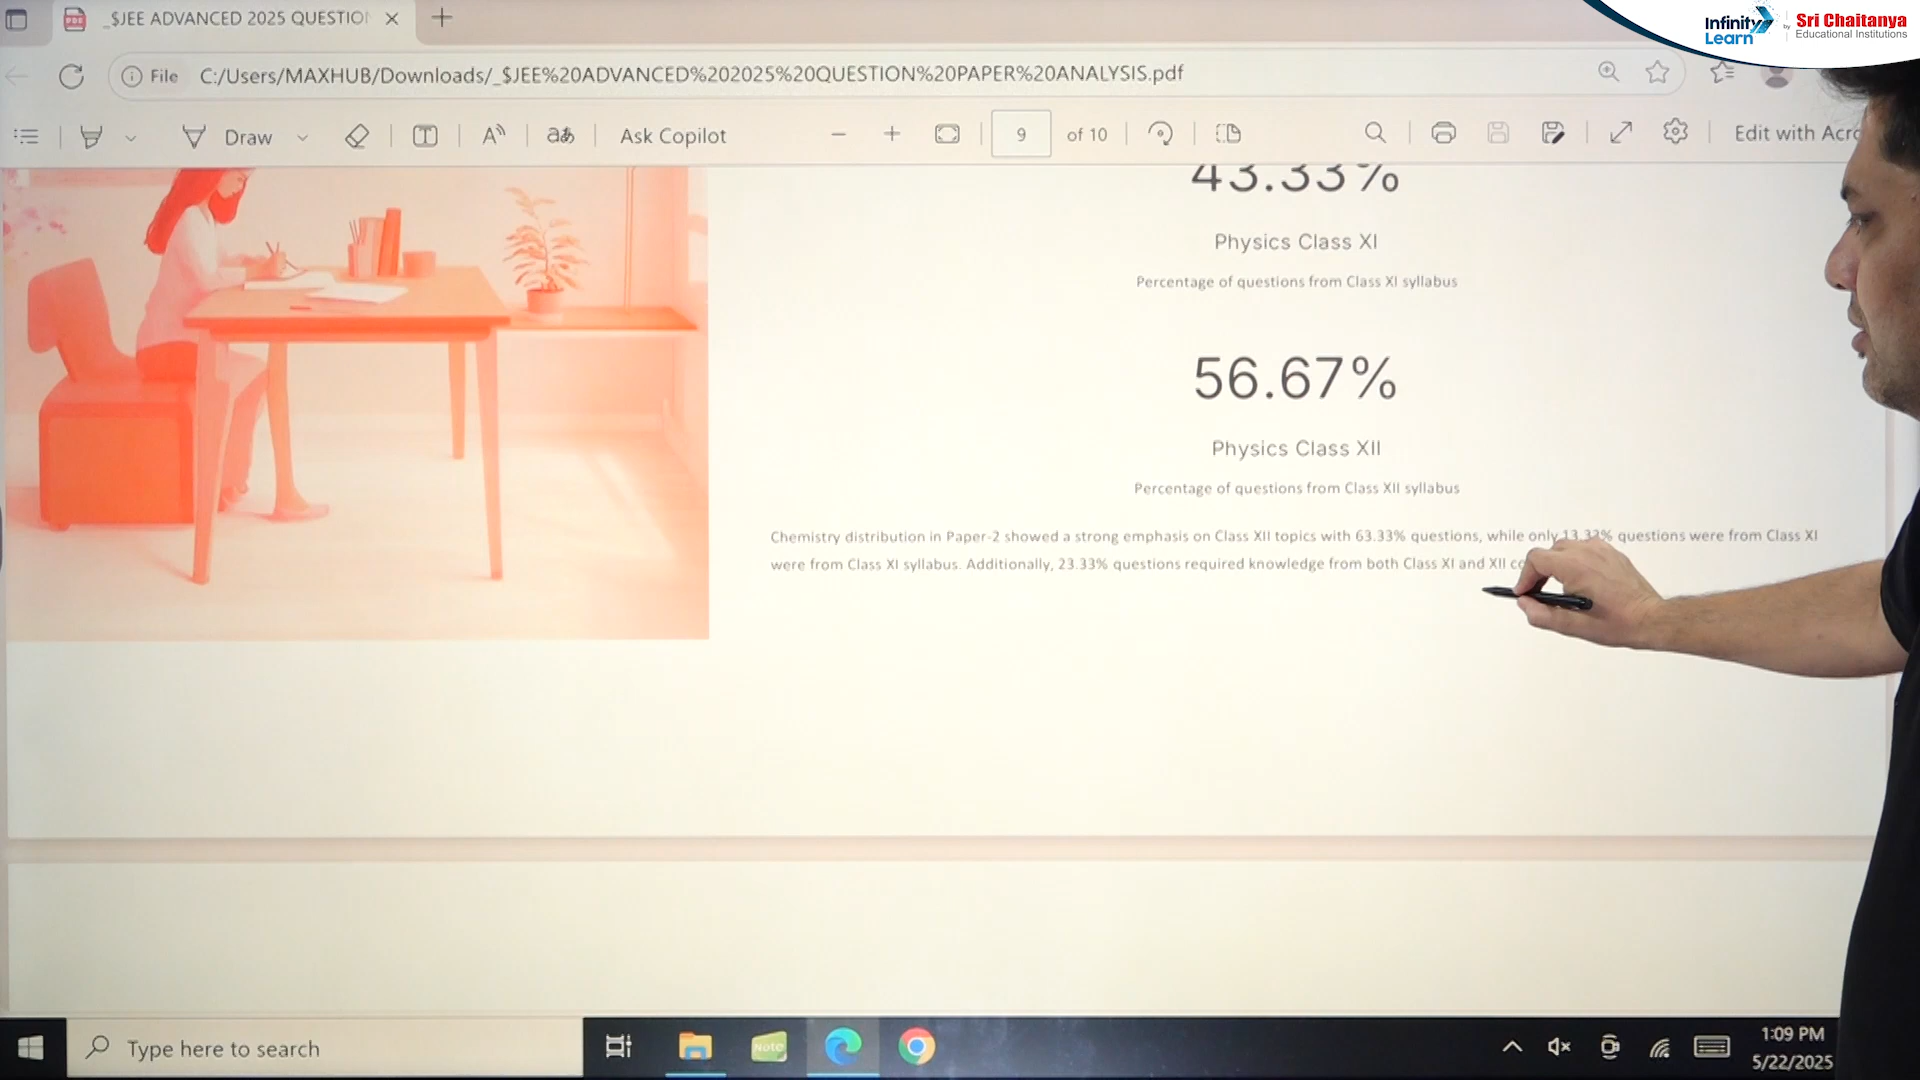 _$JEE ADVANCED 2025 QUESTIO
Infinity Learn by Sri Chaitanya
Educational Institutions
File C:/Users/MAXHUB/Downloads/_$JEE%20ADVANCED%202025%20QUESTION%20PAPER%20ANALYSIS.pdf
Draw aあ Ask Copilot 9 of 10 Edit with Acro
43.33%
Physics Class XI
Percentage of questions from Class XI syllabus
56.67%
Physics Class XII
Percentage of questions from Class XII syllabus
Chemistry distribution in Paper-2 showed a strong emphasis on Class XII topics with 63.33% questions, while only 13.33% questions were from Class XI
were from Class XI syllabus. Additionally, 23.33% questions required knowledge from both Class XI and XII co
Type here to search
Note
1:09 PM
5/22/2025